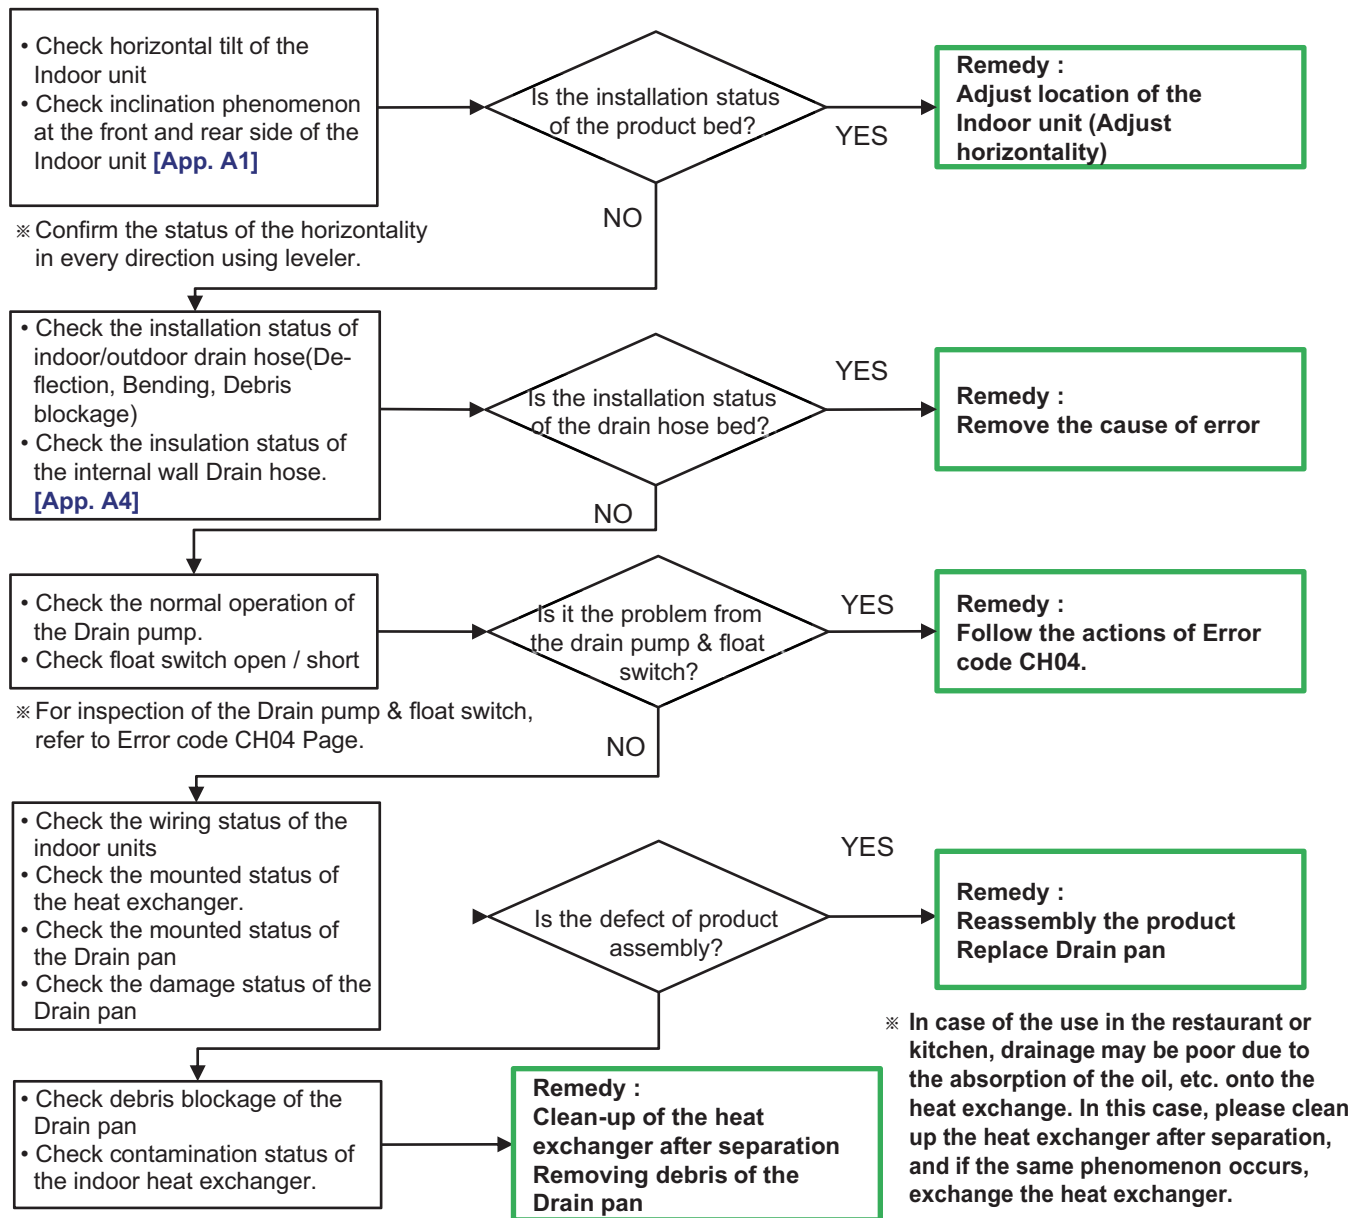 • Check horizontal tilt of the
Indoor unit
• Check inclination phenomenon
at the front and rear side of the
Indoor unit [App. A1]
Is the installation status
of the product bed?
YES
NO
Remedy :
Adjust location of the
Indoor unit (Adjust
horizontality)
※ Confirm the status of the horizontality
in every direction using leveler.
• Check the installation status of
indoor/outdoor drain hose(De-
flection, Bending, Debris
blockage)
• Check the insulation status of
the internal wall Drain hose.
[App. A4]
Is the installation status
of the drain hose bed?
YES
NO
Remedy :
Remove the cause of error
• Check the normal operation of
the Drain pump.
• Check float switch open / short
Is it the problem from
the drain pump & float
switch?
YES
NO
Remedy :
Follow the actions of Error
code CH04.
※ For inspection of the Drain pump & float switch,
refer to Error code CH04 Page.
• Check the wiring status of the
indoor units
• Check the mounted status of
the heat exchanger.
• Check the mounted status of
the Drain pan
• Check the damage status of the
Drain pan
Is the defect of product
assembly?
YES
Remedy :
Reassembly the product
Replace Drain pan
• Check debris blockage of the
Drain pan
• Check contamination status of
the indoor heat exchanger.
Remedy :
Clean-up of the heat
exchanger after separation
Removing debris of the
Drain pan
※ In case of the use in the restaurant or
kitchen, drainage may be poor due to
the absorption of the oil, etc. onto the
heat exchange. In this case, please clean
up the heat exchanger after separation,
and if the same phenomenon occurs,
exchange the heat exchanger.